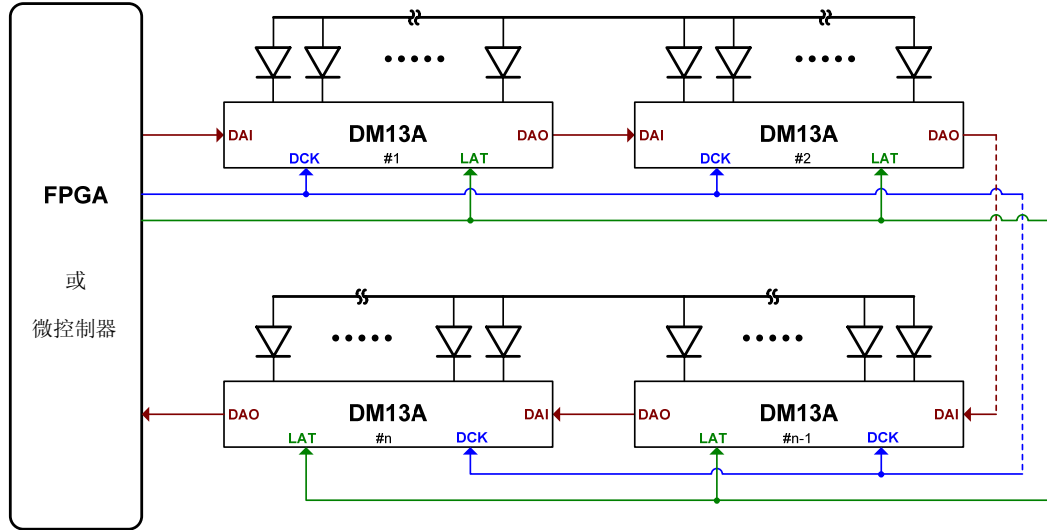 DAI
DM13A
DAO
DCK
#1
LAT
DAI
DM13A
DAO
DCK
#2
LAT
FPGA
或
微控制器
DAO
DM13A
DAI
LAT
#n
DCK
DAO
DM13A
DAI
LAT
#n-1
DCK